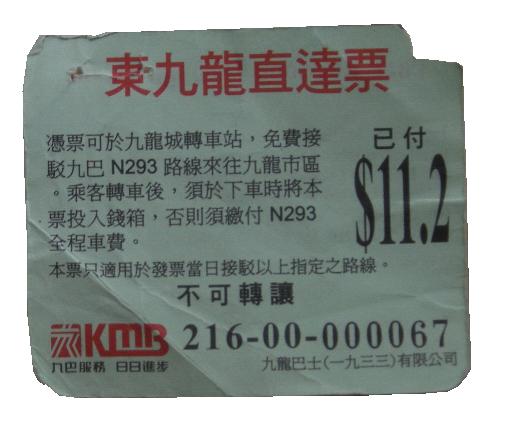 東九龍直達票
憑票可於九龍城轉車站，免費接
駁九巴 N293 路線來往九龍市區
。乘客轉車後，須於下車時將本
票投入錢箱，否則須繳付 N293
全程車費。
已付
$11.2
本票只適用於發票當日接駁以上指定之路線。
不可轉讓
KMB 216-00-000067
九巴服務 日日進步
九龍巴士(一九三三)有限公司